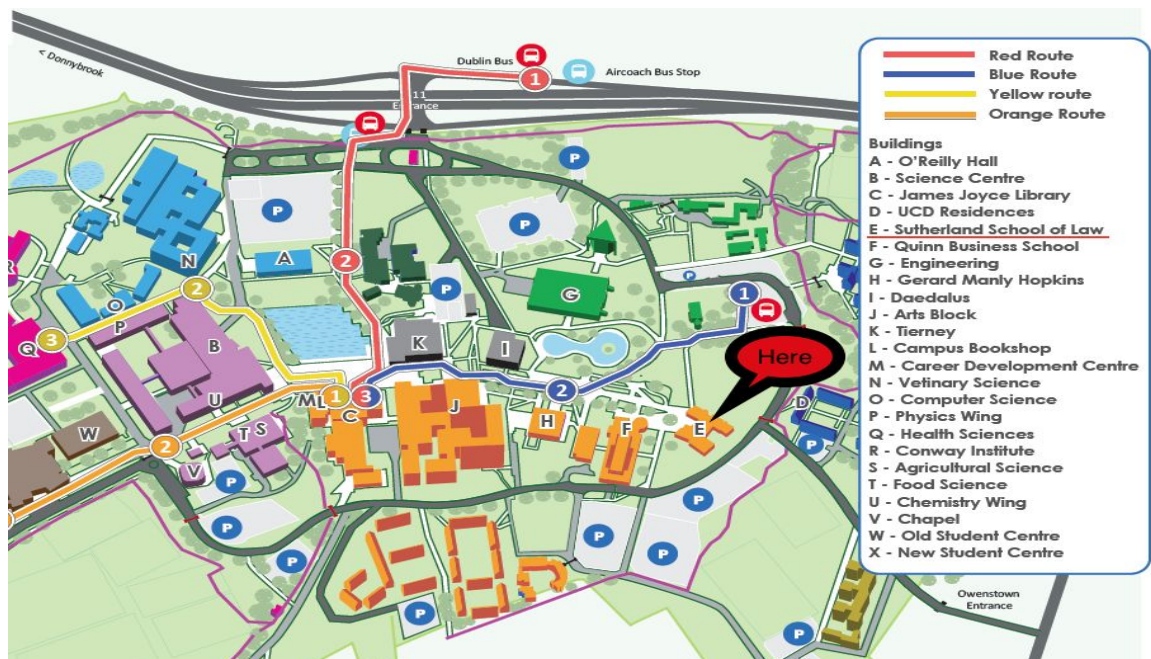 < Donnybrook
Dublin Bus
1
Aircoach Bus Stop
11
Entrance
P
P
P
2
A
N
2
O
P
3
Q
B
G
P
P
1
K
I
Here
U
M
L
1
3
C
J
2
H
F
E
D
P
W
2
T
S
V
P
P
P
P
P
P
P
P
Owenstown
Entrance
Red Route
Blue Route
Yellow route
Orange Route
Buildings
A - O'Reilly Hall
B - Science Centre
C - James Joyce Library
D - UCD Residences
E - Sutherland School of Law
F - Quinn Business School
G - Engineering
H - Gerard Manly Hopkins
I - Daedalus
J - Arts Block
K - Tierney
L - Campus Bookshop
M - Career Development Centre
N - Vetinary Science
O - Computer Science
P - Physics Wing
Q - Health Sciences
R - Conway Institute
S - Agricultural Science
T - Food Science
U - Chemistry Wing
V - Chapel
W - Old Student Centre
X - New Student Centre